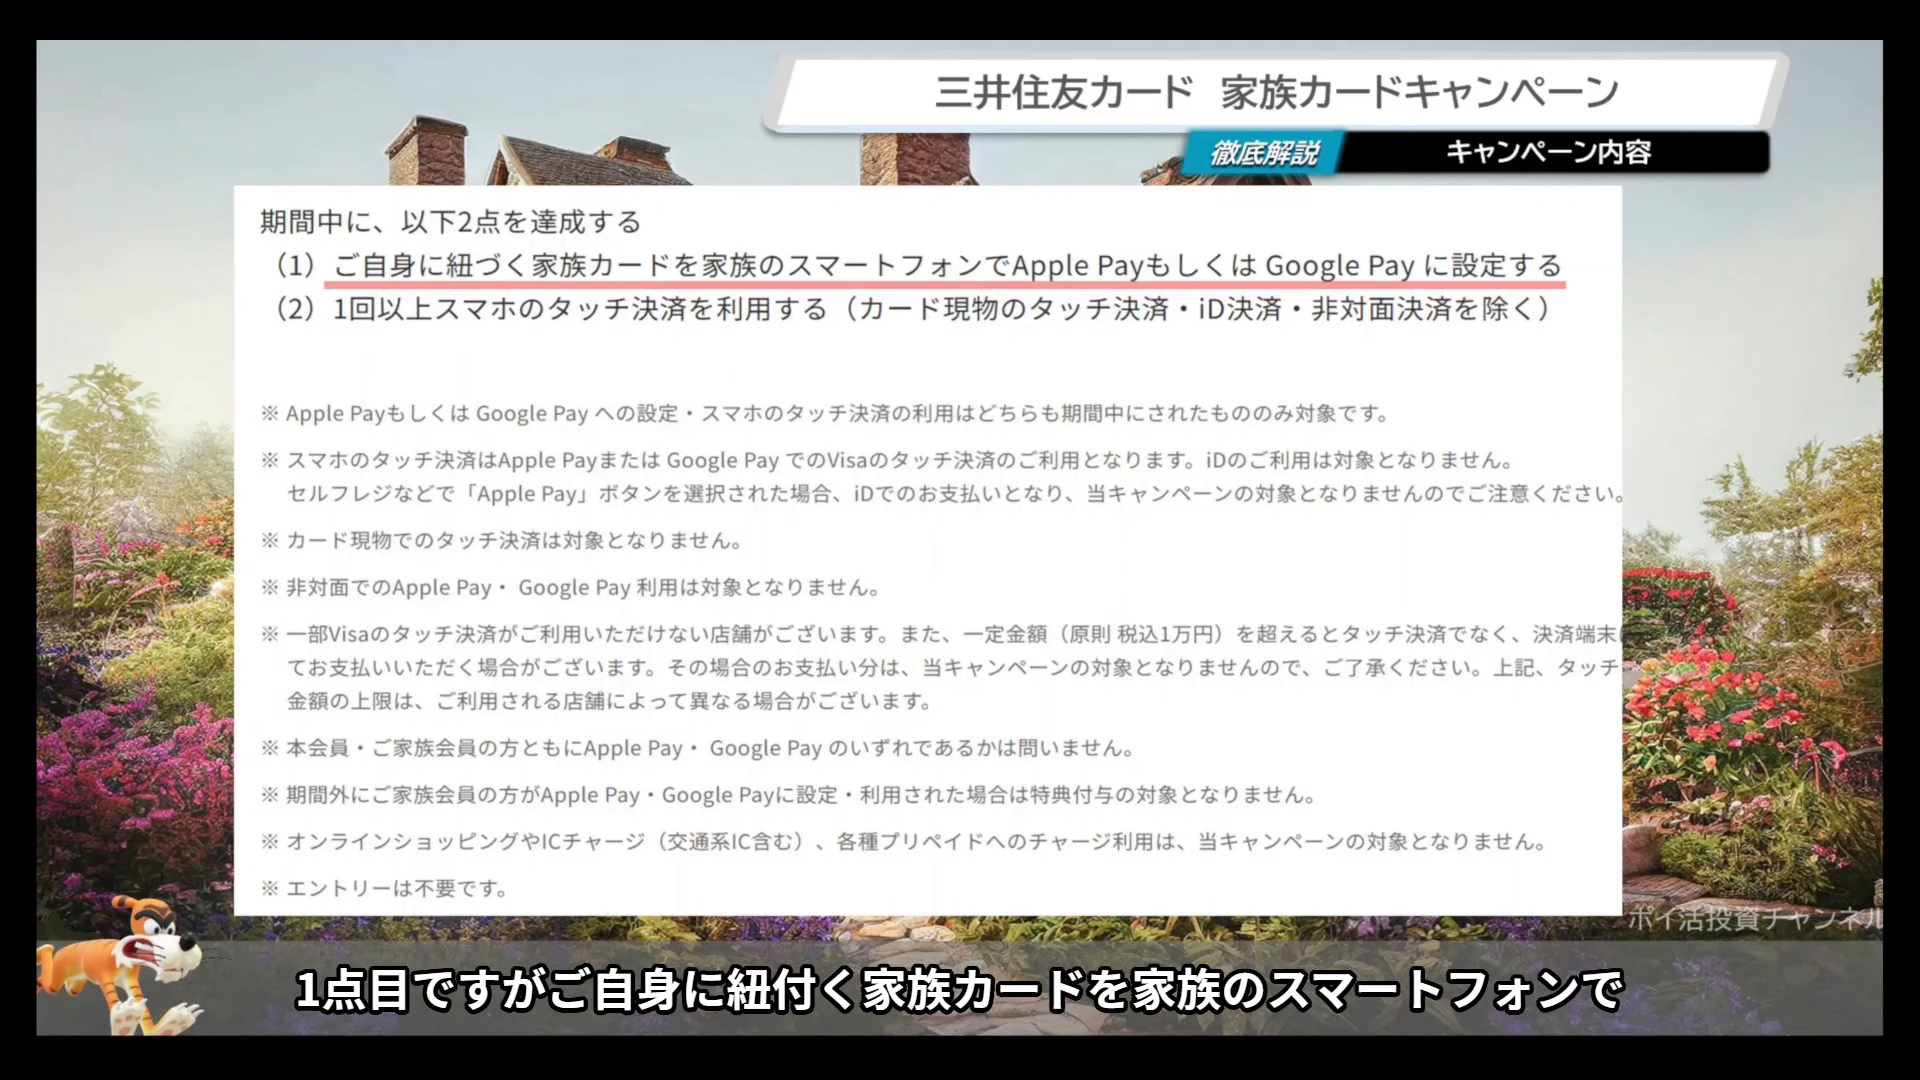 三井住友カード 家族カードキャンペーン
徹底解説 キャンペーン内容
期間中に、以下2点を達成する
（1）ご自身に紐づく家族カードを家族のスマートフォンでApple Payもしくは Google Pay に設定する
（2）1回以上スマホのタッチ決済を利用する（カード現物のタッチ決済・iD決済・非対面決済を除く）
※ Apple Payもしくは Google Pay への設定・スマホのタッチ決済の利用はどちらも期間中にされたもののみ対象です。
※ スマホのタッチ決済はApple Payまたは Google Pay でのVisaのタッチ決済のご利用となります。iDのご利用は対象となりません。
セルフレジなどで「Apple Pay」ボタンを選択された場合、iDでのお支払いとなり、当キャンペーンの対象となりませんのでご注意ください。
※ カード現物でのタッチ決済は対象となりません。
※ 非対面でのApple Pay・ Google Pay 利用は対象となりません。
※ 一部Visaのタッチ決済がご利用いただけない店舗がございます。また、一定金額（原則 税込1万円）を超えるとタッチ決済でなく、決済端末に
てお支払いいただく場合がございます。その場合のお支払い分は、当キャンペーンの対象となりませんので、ご了承ください。上記、タッチ
金額の上限は、ご利用される店舗によって異なる場合がございます。
※ 本会員・ご家族会員の方ともにApple Pay・ Google Pay のいずれであるかは問いません。
※ 期間外にご家族会員の方がApple Pay・Google Payに設定・利用された場合は特典付与の対象となりません。
※ オンラインショッピングやICチャージ（交通系IC含む）、各種プリペイドへのチャージ利用は、当キャンペーンの対象となりません。
※ エントリーは不要です。
ポイ活投資チャンネル
1点目ですがご自身に紐付く家族カードを家族のスマートフォンで